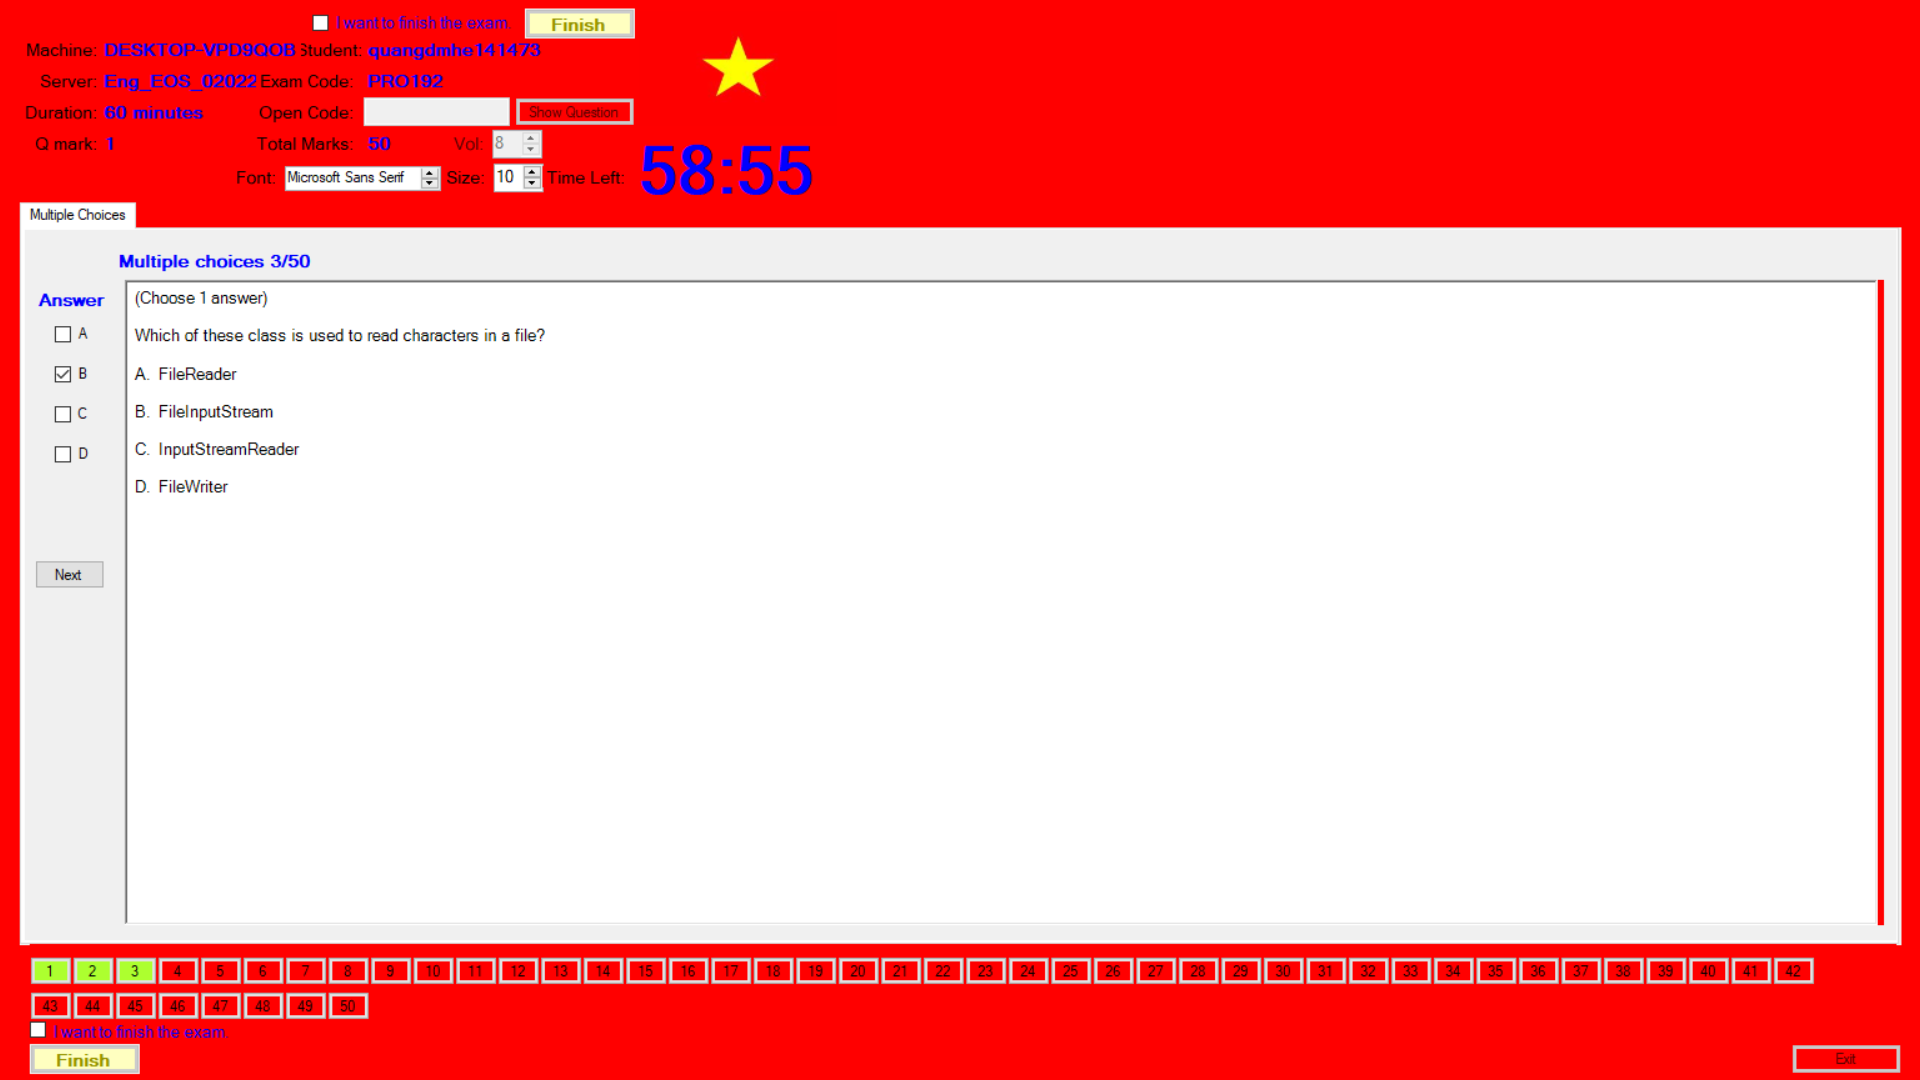 I want to finish the exam. Finish
Machine: DESKTOP-VPD9QOB Student: quangdmhe141473
Server: Eng_EOS_02022 Exam Code: PRO192
Duration: 60 minutes Open Code: Show Question
Q mark: 1 Total Marks: 50 Vol: 8
Font: Microsoft Sans Serif Size: 10 Time Left: 58:55
Multiple Choices
Multiple choices 3/50
Answer
A
B
C
D
Next
(Choose 1 answer)
Which of these class is used to read characters in a file?
A. FileReader
B. FileInputStream
C. InputStreamReader
D. FileWriter
1 2 3 4 5 6 7 8 9 10 11 12 13 14 15 16 17 18 19 20 21 22 23 24 25 26 27 28 29 30 31 32 33 34 35 36 37 38 39 40 41 42
43 44 45 46 47 48 49 50
I want to finish the exam.
Finish
Exit